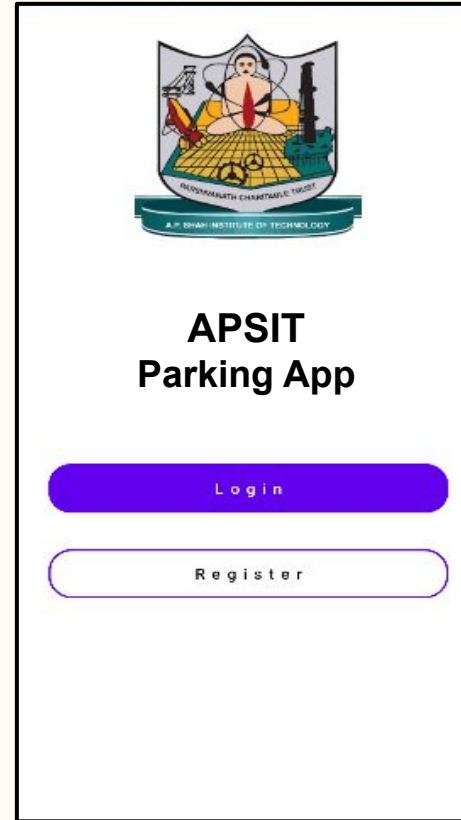 PARSHVANATH CHARITABLE TRUST
A.P. SHAH INSTITUTE OF TECHNOLOGY
APSIT
Parking App
Login
Register